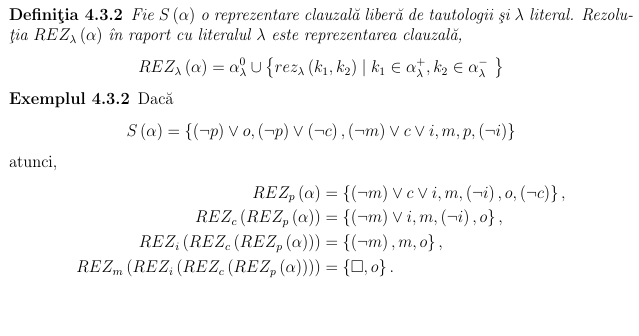 Definiţia 4.3.2 Fie S (α) o reprezentare clauzală liberă de tautologii şi λ literal. Rezolu-
ţia REZ_λ (α) în raport cu literalul λ este reprezentarea clauzală,
REZ_λ (α) = α_λ^0 ∪ {rez_λ (k_1, k_2) | k_1 ∈ α_λ^+, k_2 ∈ α_λ^- }
Exemplul 4.3.2 Dacă
S (α) = {(¬p) ∨ o, (¬p) ∨ (¬c) , (¬m) ∨ c ∨ i, m, p, (¬i)}
atunci,
REZ_p (α) = {(¬m) ∨ c ∨ i, m, (¬i) , o, (¬c)} ,
REZ_c (REZ_p (α)) = {(¬m) ∨ i, m, (¬i) , o} ,
REZ_i (REZ_c (REZ_p (α))) = {(¬m) , m, o} ,
REZ_m (REZ_i (REZ_c (REZ_p (α)))) = {□, o} .